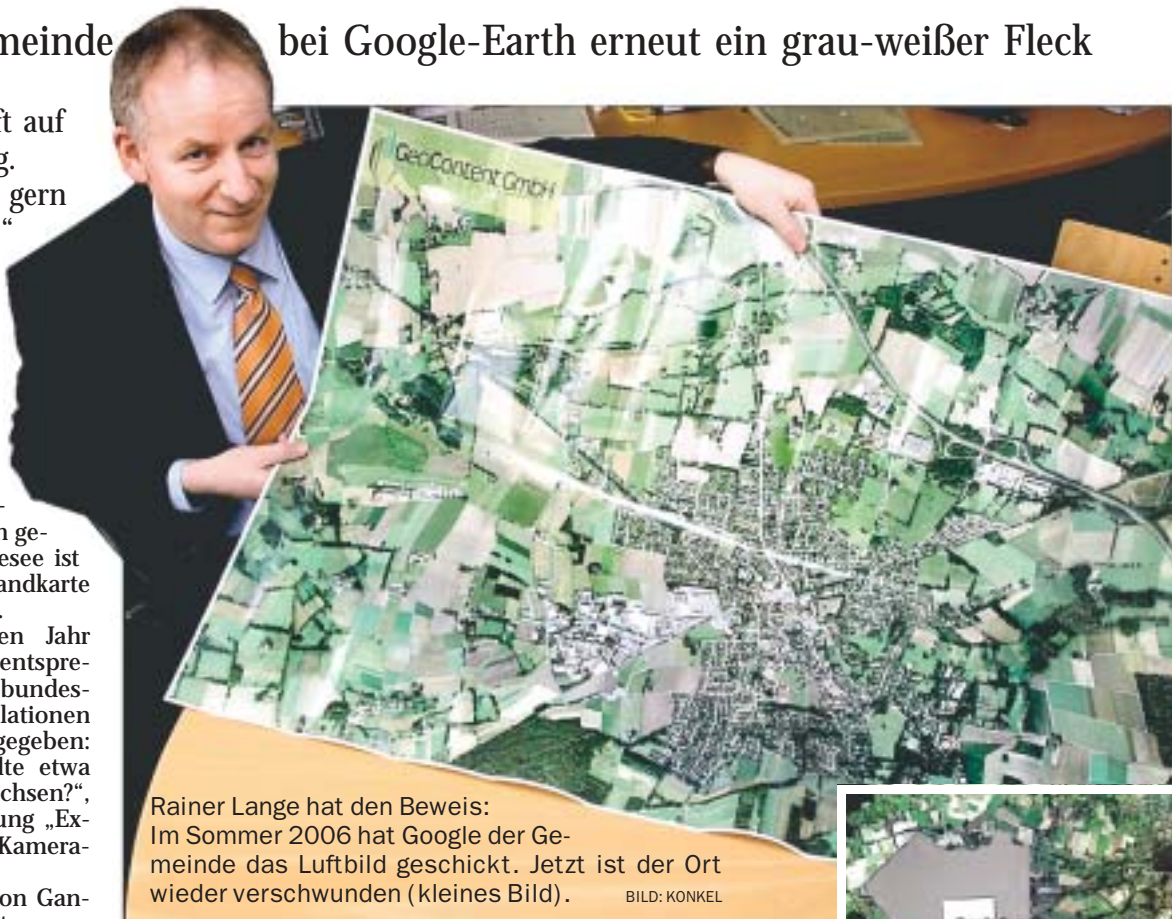 meinde bei Google-Earth erneut ein grau-weißer Fleck
ft auf
g.
gern
“
GeoContent GmbH
-
n ge-
esee ist
andkarte
.
en Jahr
entspre-
bundes-
lationen
gegeben:
lte etwa
chsen?“,
ung „Ex-
Kamera-
on Gan-
Rainer Lange hat den Beweis:
Im Sommer 2006 hat Google der Ge-
meinde das Luftbild geschickt. Jetzt ist der Ort
wieder verschwunden (kleines Bild).
BILD: KONKEL